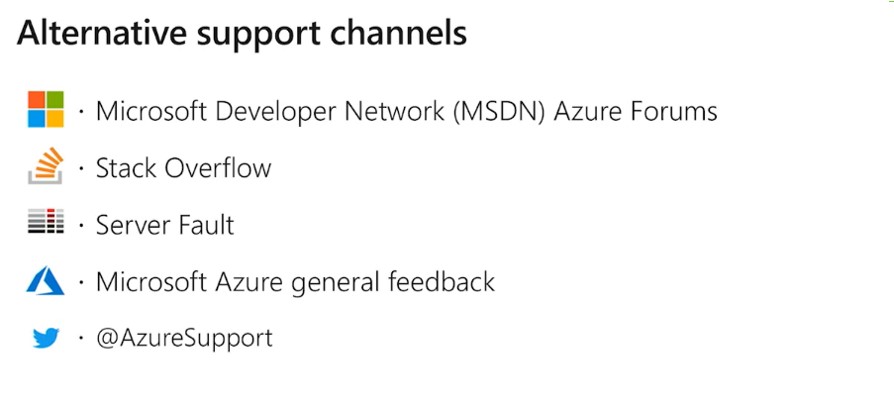 Alternative support channels
· Microsoft Developer Network (MSDN) Azure Forums
· Stack Overflow
· Server Fault
· Microsoft Azure general feedback
· @AzureSupport